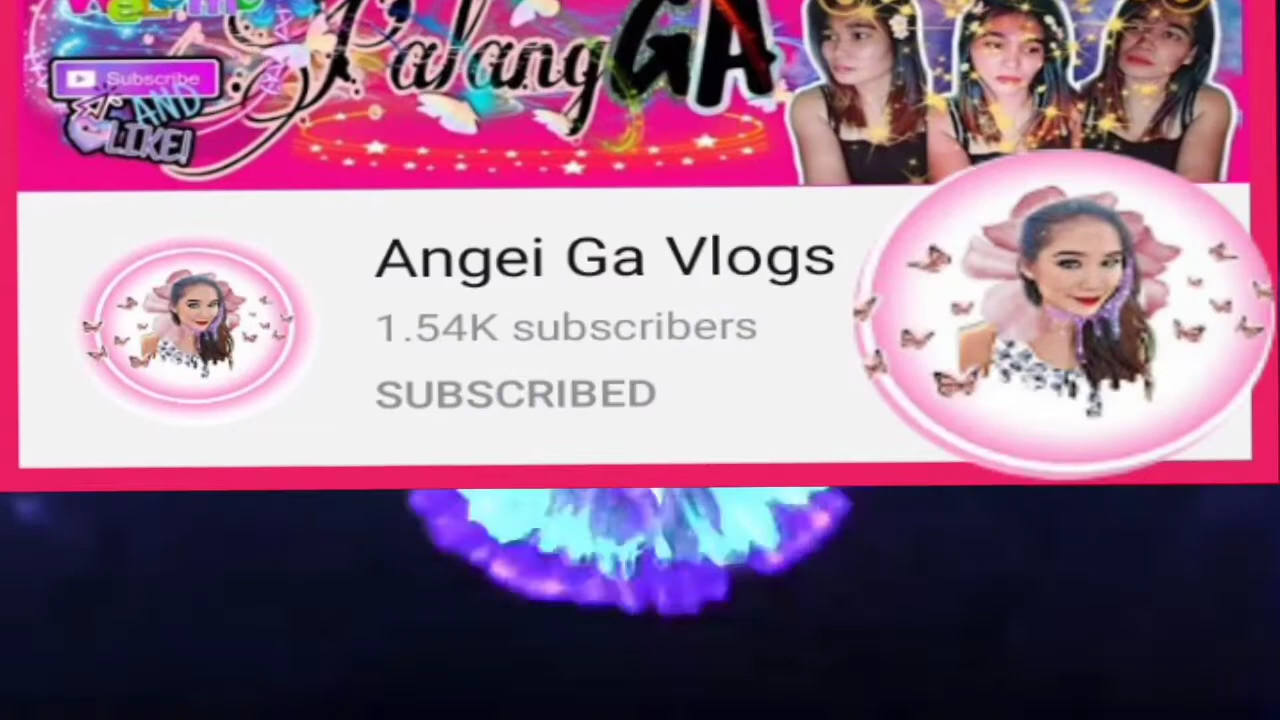 PalangGA
Subscribe
AND
LIKE!
Angei Ga Vlogs
1.54K subscribers
SUBSCRIBED